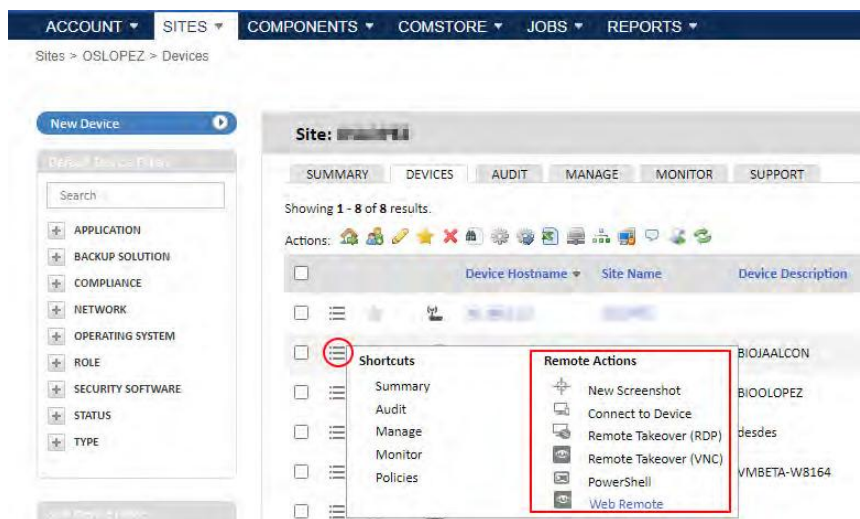 ACCOUNT SITES COMPONENTS COMSTORE JOBS REPORTS
Sites > OSLOPEZ > Devices
New Device
Search
APPLICATION
BACKUP SOLUTION
COMPLIANCE
NETWORK
OPERATING SYSTEM
ROLE
SECURITY SOFTWARE
STATUS
TYPE
Site:
SUMMARY DEVICES AUDIT MANAGE MONITOR SUPPORT
Showing 1 - 8 of 8 results.
Actions:
Device Hostname Site Name Device Description
BIOJAALCON
BIOOLOPEZ
desdes
VMBETA-W8164
Shortcuts
Summary
Audit
Manage
Monitor
Policies
Remote Actions
New Screenshot
Connect to Device
Remote Takeover (RDP)
Remote Takeover (VNC)
PowerShell
Web Remote